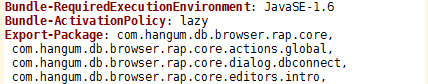 Bundle-RequiredExecutionEnvironment: JavaSE-1.6
Bundle-ActivationPolicy: lazy
Export-Package: com.hangum.db.browser.rap.core,
com.hangum.db.browser.rap.core.actions.global,
com.hangum.db.browser.rap.core.dialog.dbconnect,
com.hangum.db.browser.rap.core.editors.intro,